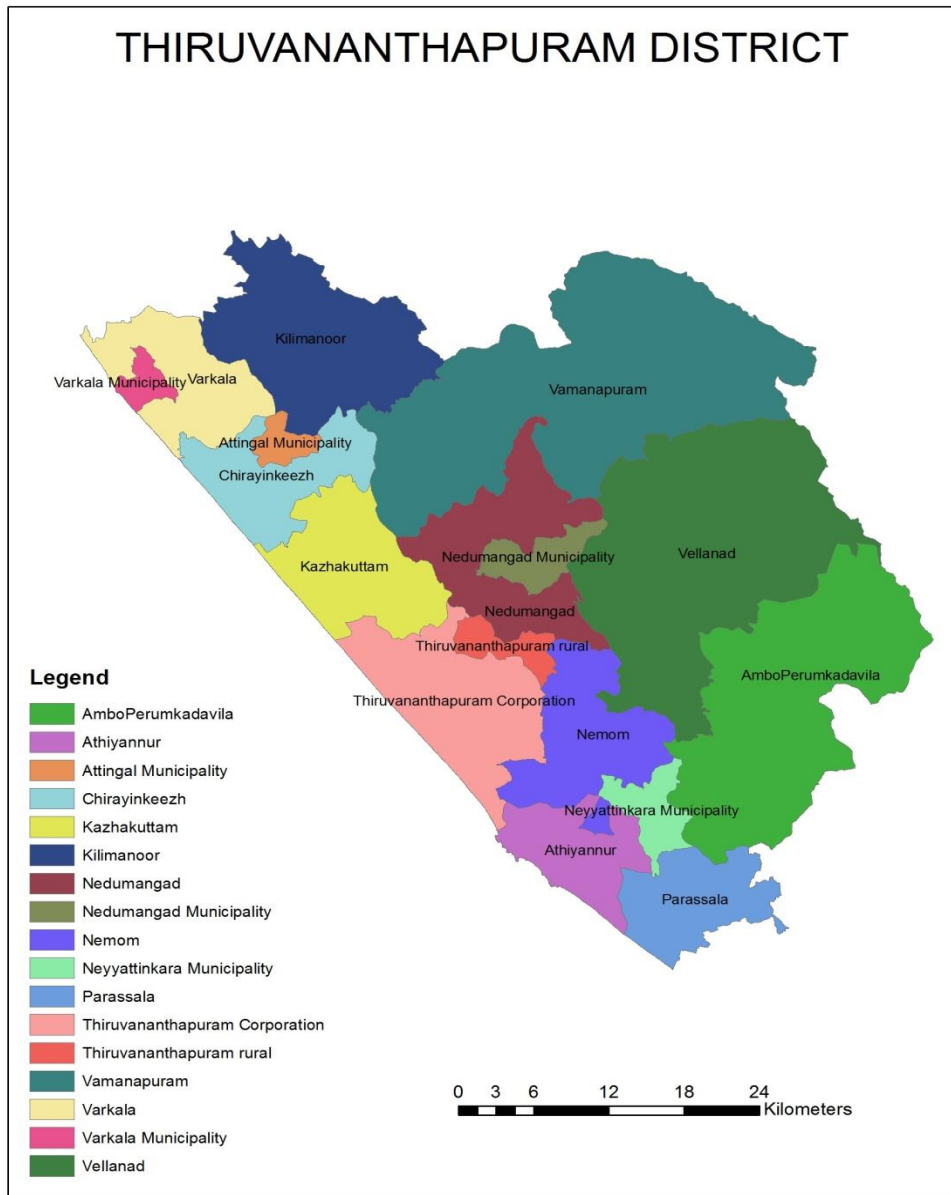 THIRUVANANTHAPURAM DISTRICT
Kilimanoor
Varkala Municipality
Varkala
Vamanapuram
Attingal Municipality
Chirayinkeezh
Kazhakuttam
Nedumangad Municipality
Vellanad
Nedumangad
Thiruvananthapuram rural
AmboPerumkadavila
Thiruvananthapuram Corporation
Nemom
Neyyattinkara Municipality
Athiyannur
Parassala
Legend
AmboPerumkadavila
Athiyannur
Attingal Municipality
Chirayinkeezh
Kazhakuttam
Kilimanoor
Nedumangad
Nedumangad Municipality
Nemom
Neyyattinkara Municipality
Parassala
Thiruvananthapuram Corporation
Thiruvananthapuram rural
Vamanapuram
Varkala
Varkala Municipality
Vellanad
0 3 6 12 18 24
Kilometers